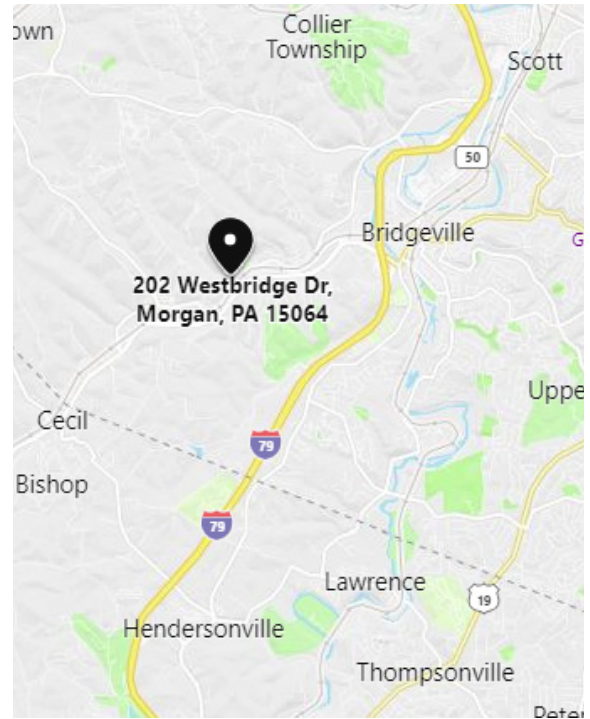 own
Collier
Township
Scott
50
Bridgeville
G
202 Westbridge Dr,
Morgan, PA 15064
Uppe
Cecil
79
Bishop
79
Lawrence
19
Hendersonville
Thompsonville
Peter